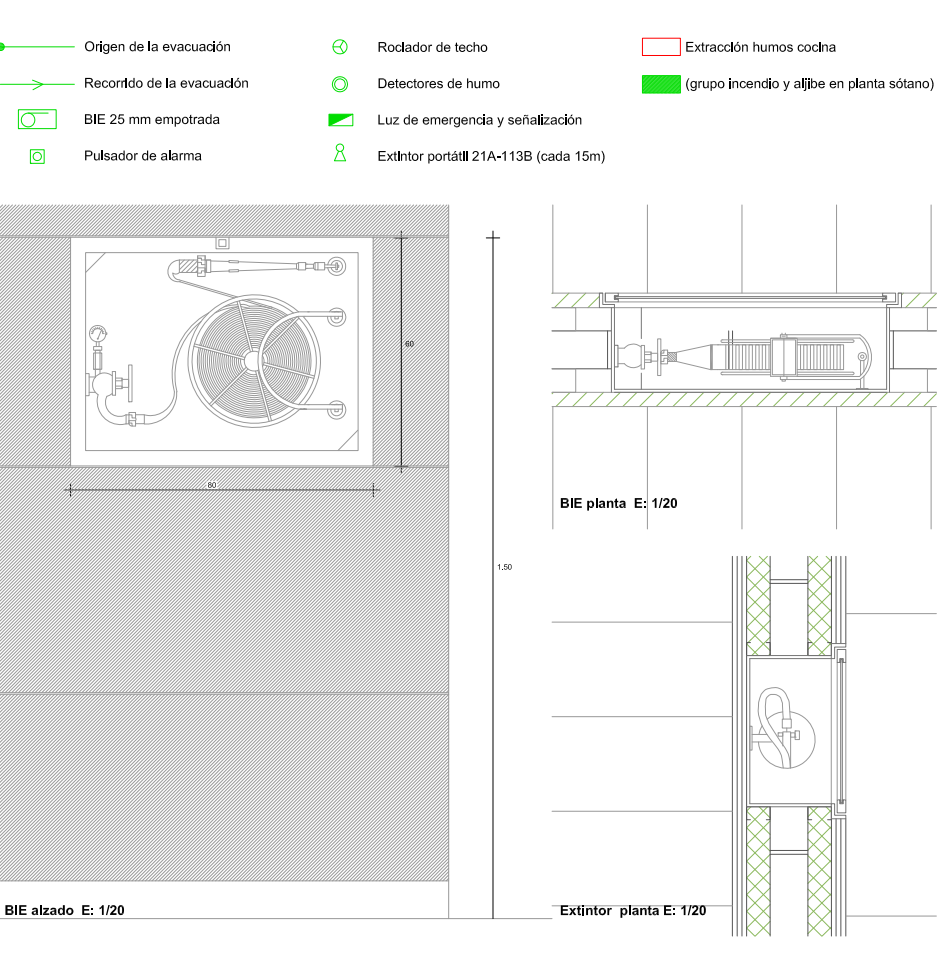 Origen de la evacuación
Rociador de techo
Extracción humos cocina
Recorrido de la evacuación
Detectores de humo
(grupo incendio y aljibe en planta sótano)
BIE 25 mm empotrada
Luz de emergencia y señalización
Pulsador de alarma
Extintor portátil 21A-113B (cada 15m)
60
80
BIE planta E: 1/20
1.50
BIE alzado E: 1/20
Extintor planta E: 1/20